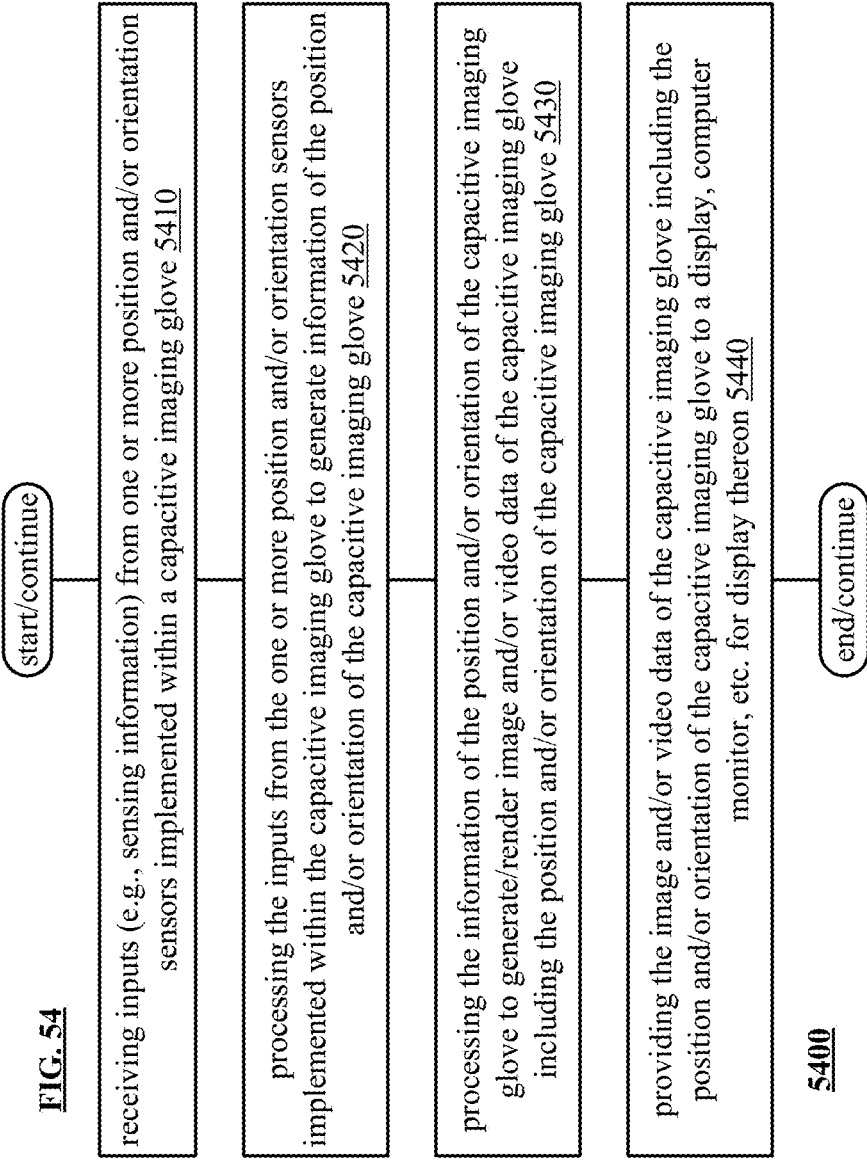 FIG. 54
start/continue
receiving inputs (e.g., sensing information) from one or more position and/or orientation
sensors implemented within a capacitive imaging glove 5410
processing the inputs from the one or more position and/or orientation sensors
implemented within the capacitive imaging glove to generate information of the position
and/or orientation of the capacitive imaging glove 5420
processing the information of the position and/or orientation of the capacitive imaging
glove to generate/render image and/or video data of the capacitive imaging glove
including the position and/or orientation of the capacitive imaging glove 5430
providing the image and/or video data of the capacitive imaging glove including the
position and/or orientation of the capacitive imaging glove to a display, computer
monitor, etc. for display thereon 5440
end/continue
5400